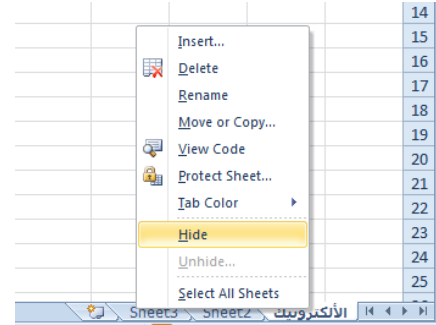 14
15
16
17
18
19
20
21
22
23
24
25
Insert...
Delete
Rename
Move or Copy...
View Code
Protect Sheet...
Tab Color
Hide
Unhide...
Select All Sheets
الألكترونيك Sheet2 Sheet3